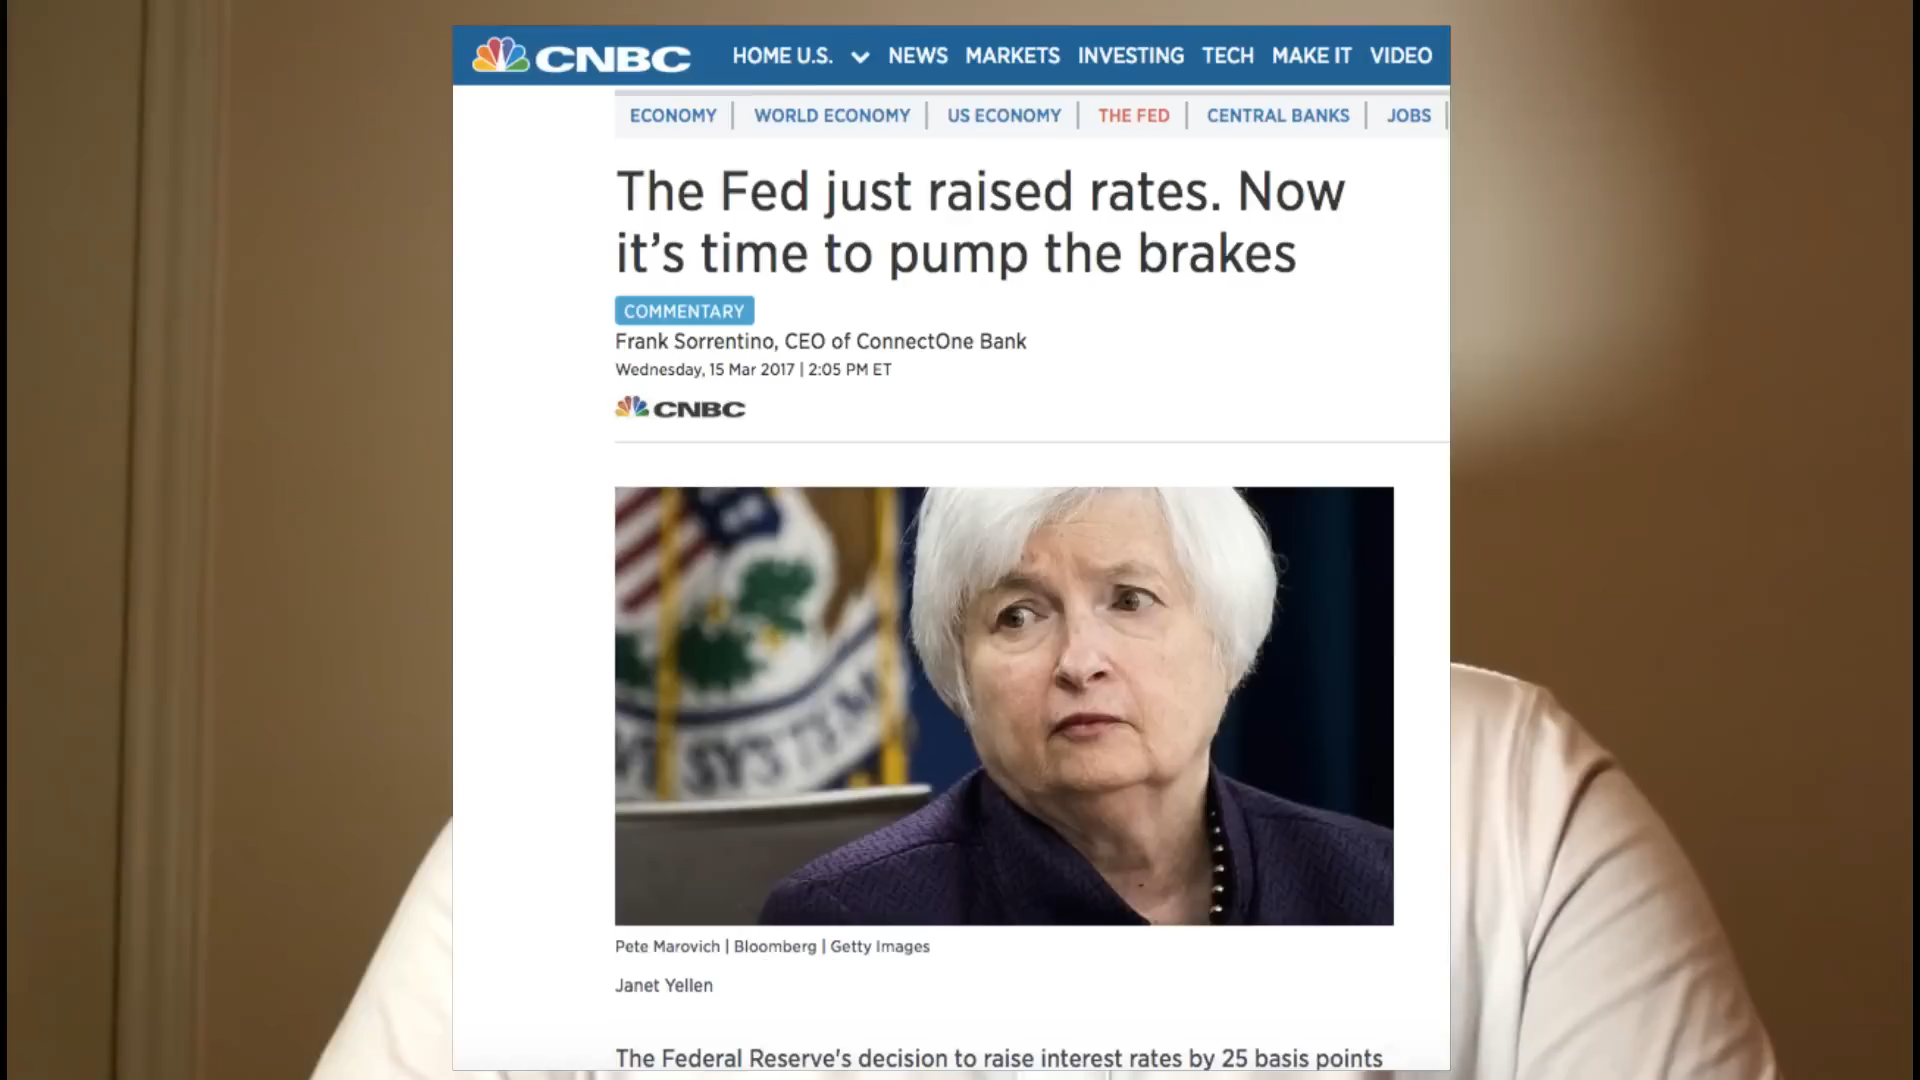 CNBC HOME U.S. NEWS MARKETS INVESTING TECH MAKE IT VIDEO
ECONOMY | WORLD ECONOMY | US ECONOMY | THE FED | CENTRAL BANKS | JOBS |
The Fed just raised rates. Now
it’s time to pump the brakes
COMMENTARY
Frank Sorrentino, CEO of ConnectOne Bank
Wednesday, 15 Mar 2017 | 2:05 PM ET
CNBC
SYSTEM
Pete Marovich | Bloomberg | Getty Images
Janet Yellen
The Federal Reserve's decision to raise interest rates by 25 basis points